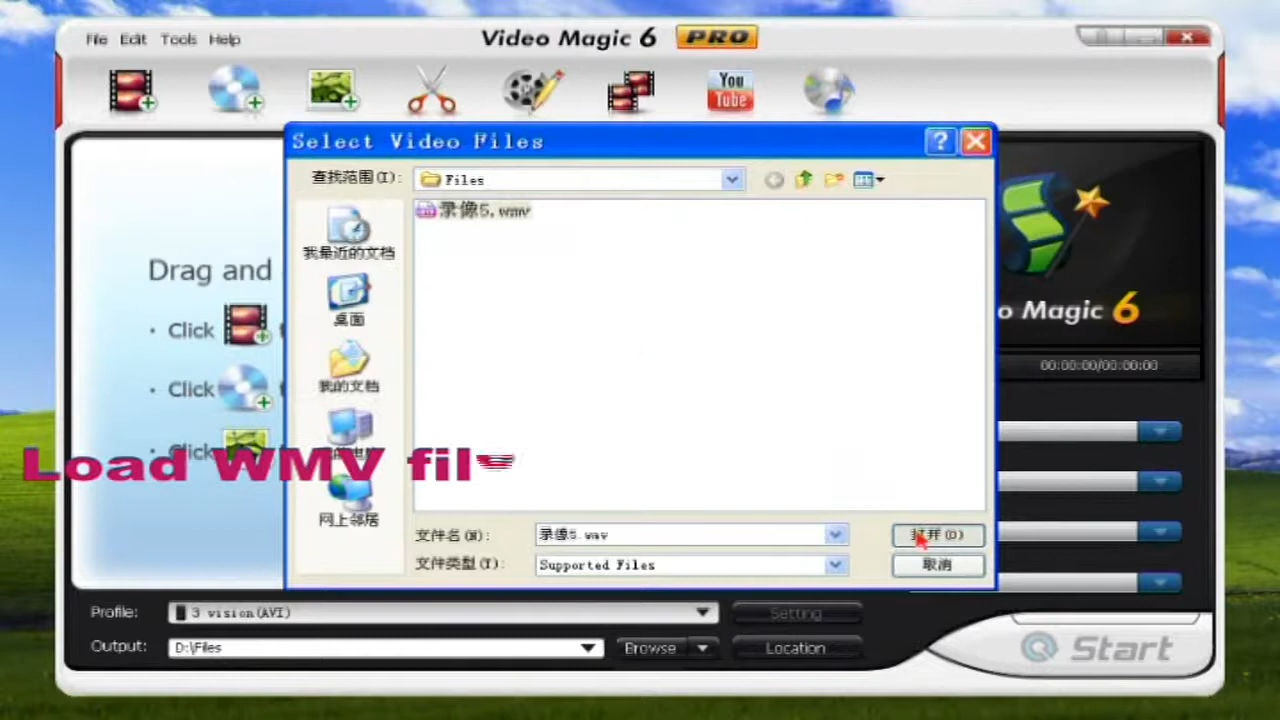 File Edit Tools Help
Video Magic 6 PRO
You
Tube
Select Video Files
查找范围(I):
Files
录像5.wmv
我最近的文档
桌面
我的文档
网上邻居
Drag and
· Click
· Click
· Click
Load WMV fil
o Magic 6
00:00:00/00:00:00
文件名(N):
录像5.wmv
打开(O)
文件类型(T):
Supported Files
取消
Profile:
3 vision(AVI)
Setting
Output:
D:\Files
Browse
Location
Start